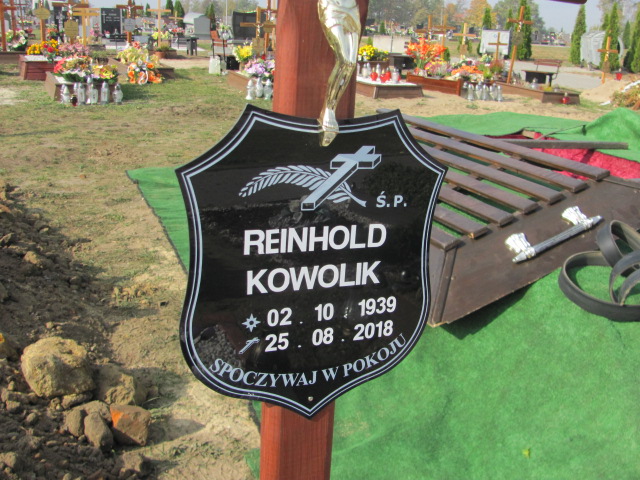 Ś.P.
REINHOLD
KOWOLIK
02 . 10 . 1939
25 . 08 . 2018
SPOCZYWAJ W POKOJU